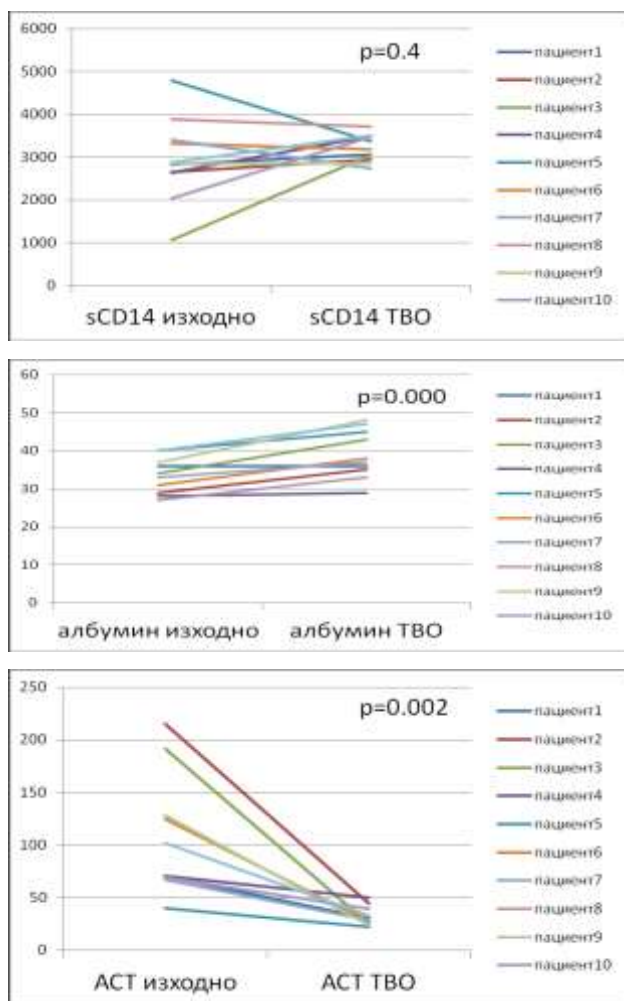 6000
5000
4000
3000
2000
1000
0
p=0.4
sCD14 изходно
sCD14 ТВО
пациент1
пациент2
пациент3
пациент4
пациент5
пациент6
пациент7
пациент8
пациент9
пациент10
60
50
40
30
20
10
0
p=0.000
албумин изходно
албумин ТВО
пациент1
пациент2
пациент3
пациент4
пациент5
пациент6
пациент7
пациент8
пациент9
пациент10
250
200
150
100
50
0
p=0.002
АСТ изходно
АСТ ТВО
пациент1
пациент2
пациент3
пациент4
пациент5
пациент6
пациент7
пациент8
пациент9
пациент10